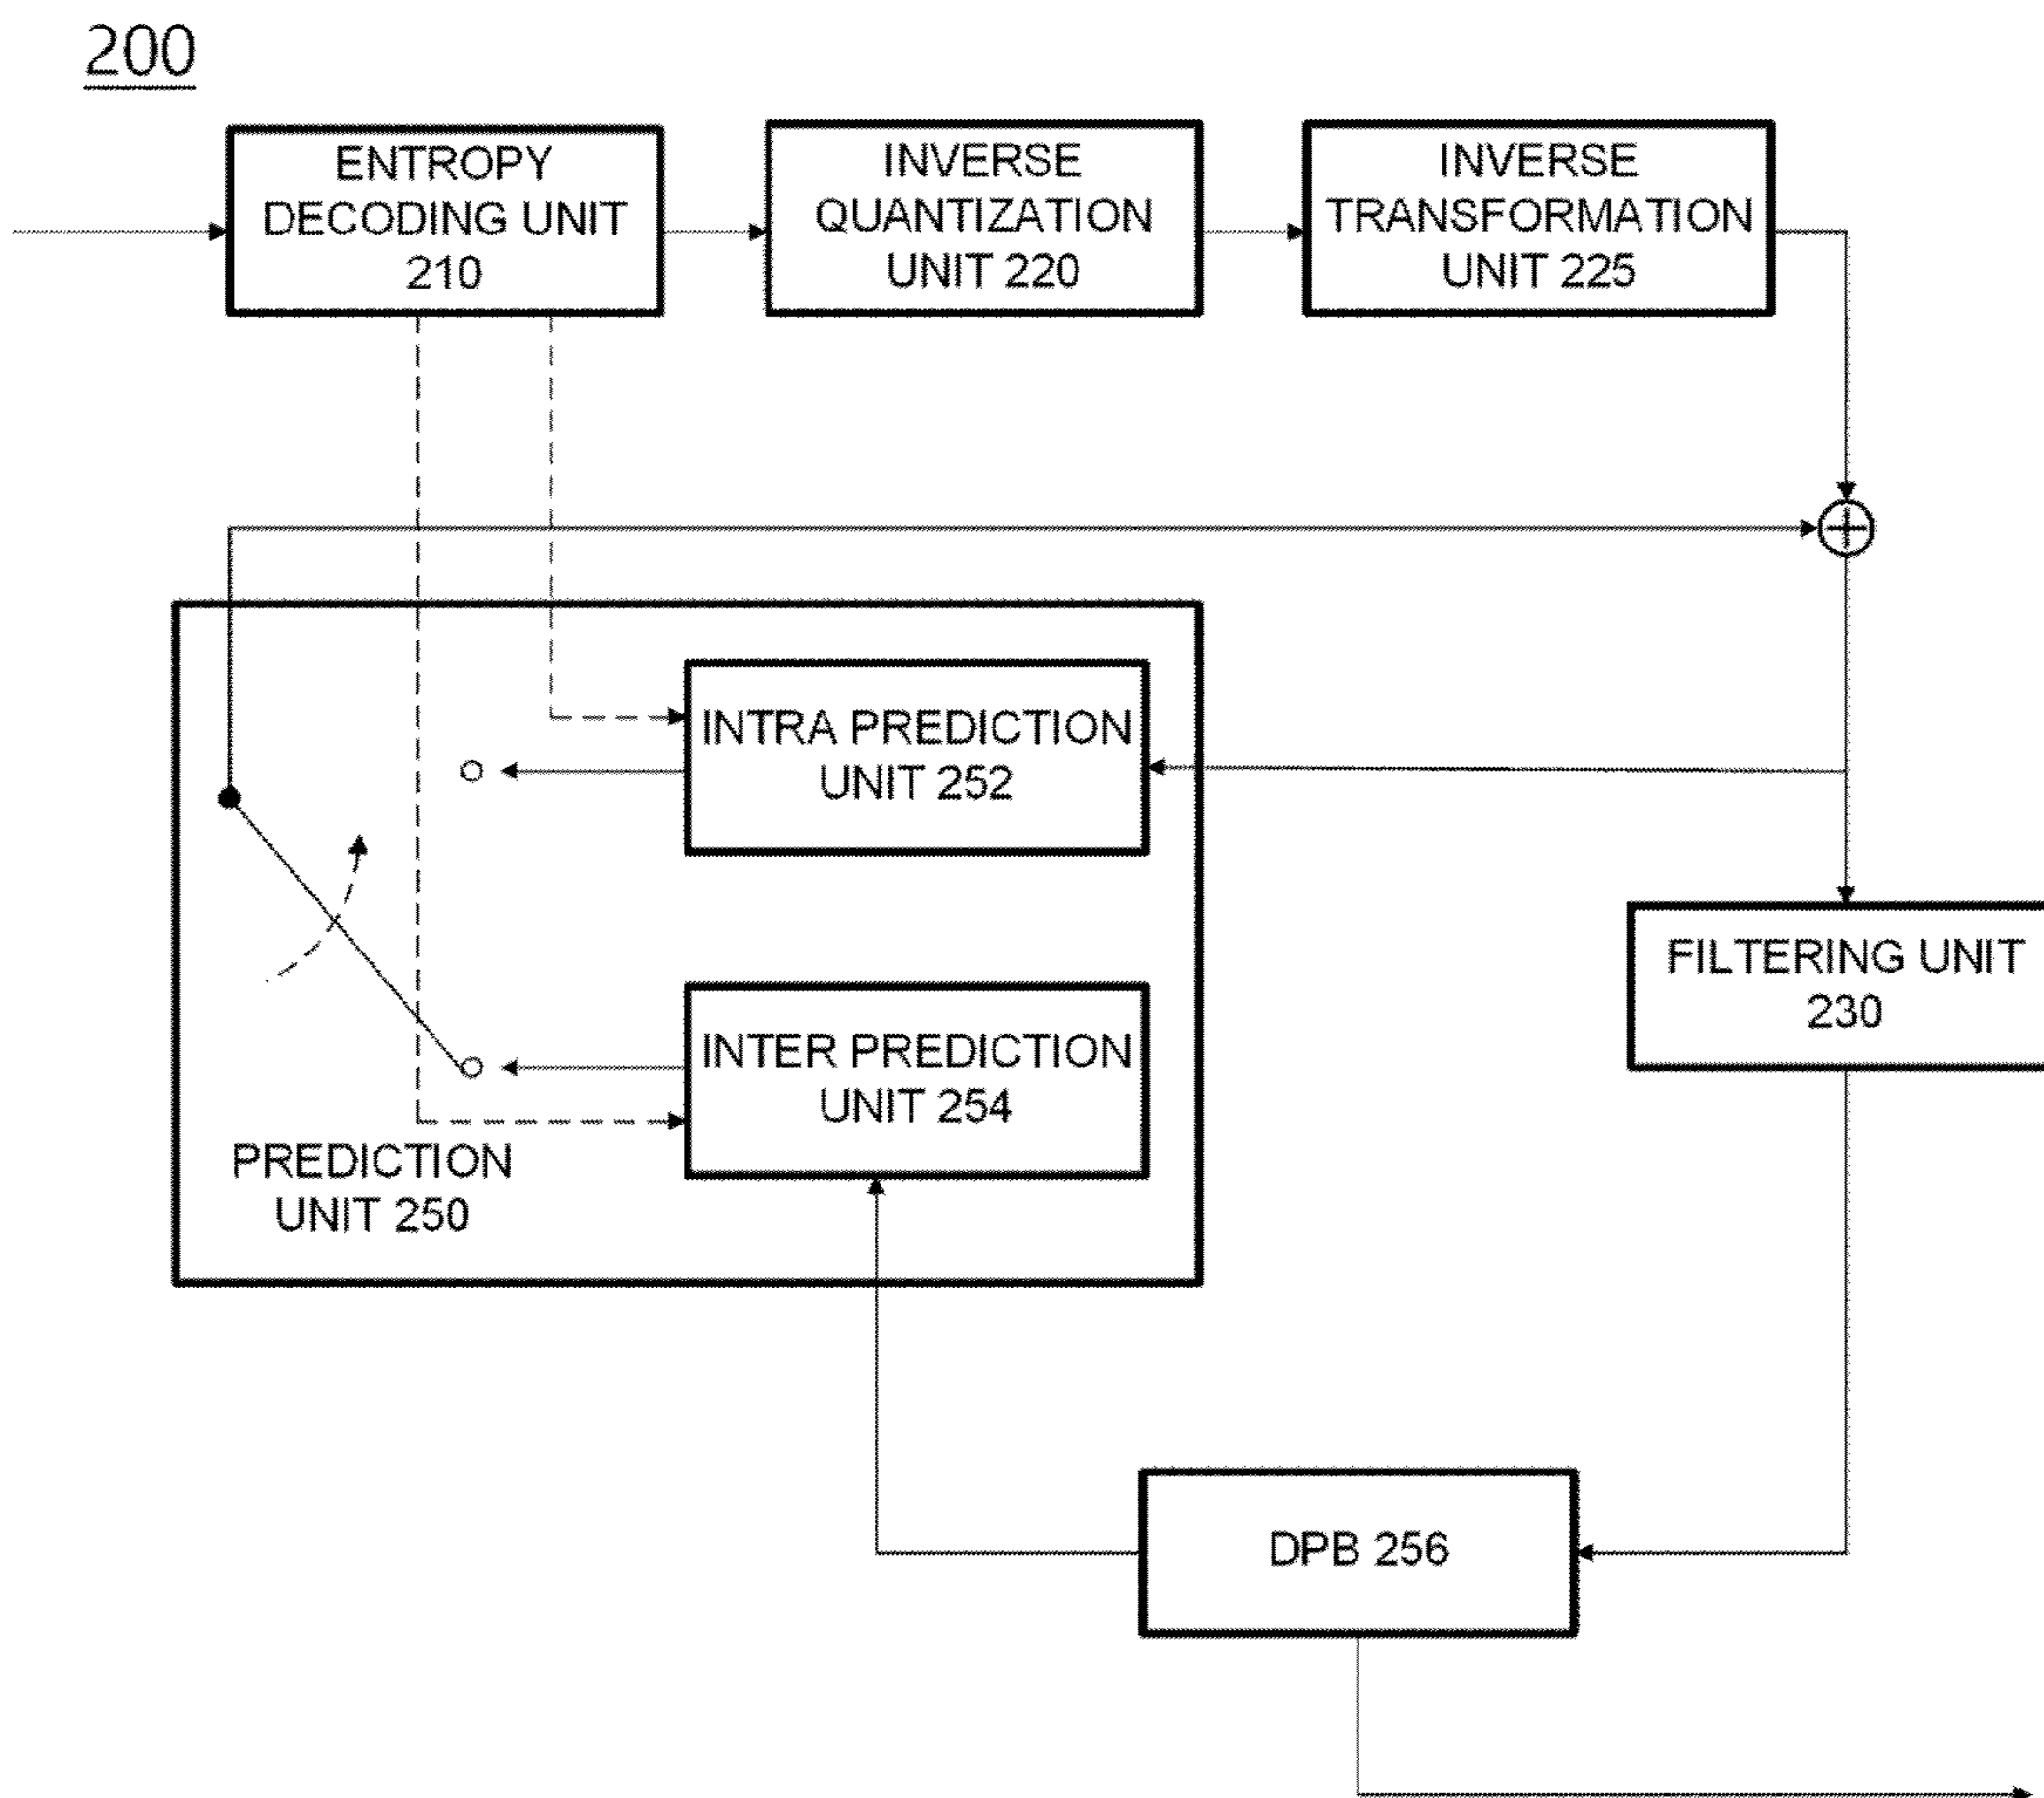 200
ENTROPY
DECODING UNIT
210
INVERSE
QUANTIZATION
UNIT 220
INVERSE
TRANSFORMATION
UNIT 225
INTRA PREDICTION
UNIT 252
FILTERING UNIT
230
INTER PREDICTION
UNIT 254
PREDICTION
UNIT 250
DPB 256